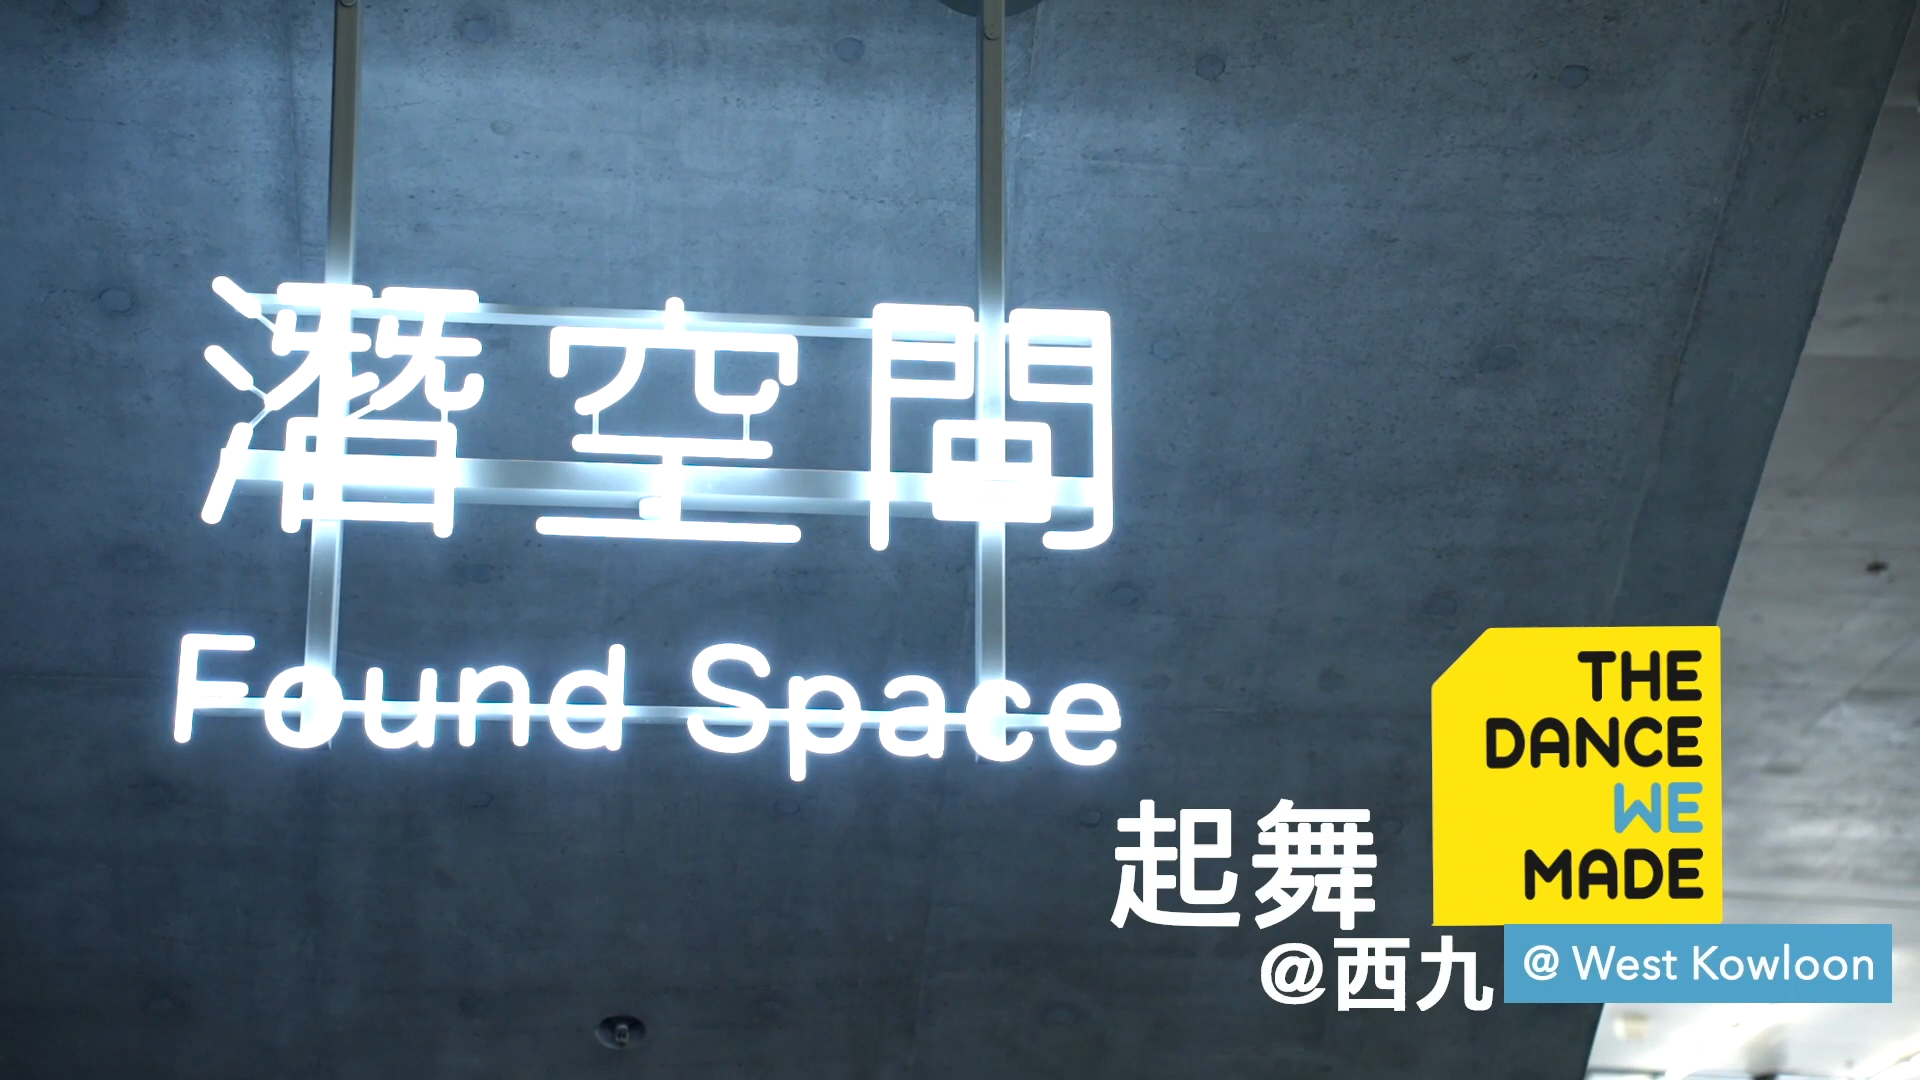 潛空間
Found Space
THE
DANCE
WE
MADE
起舞
@西九
@ West Kowloon